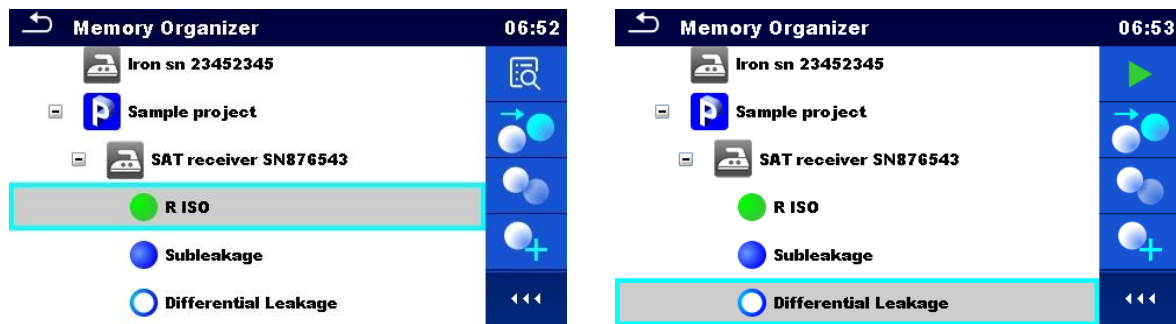 Memory Organizer 06:52
Iron sn 23452345
Sample project
SAT receiver SN876543
R ISO
Subleakage
Differential Leakage
Memory Organizer 06:53
Iron sn 23452345
Sample project
SAT receiver SN876543
R ISO
Subleakage
Differential Leakage